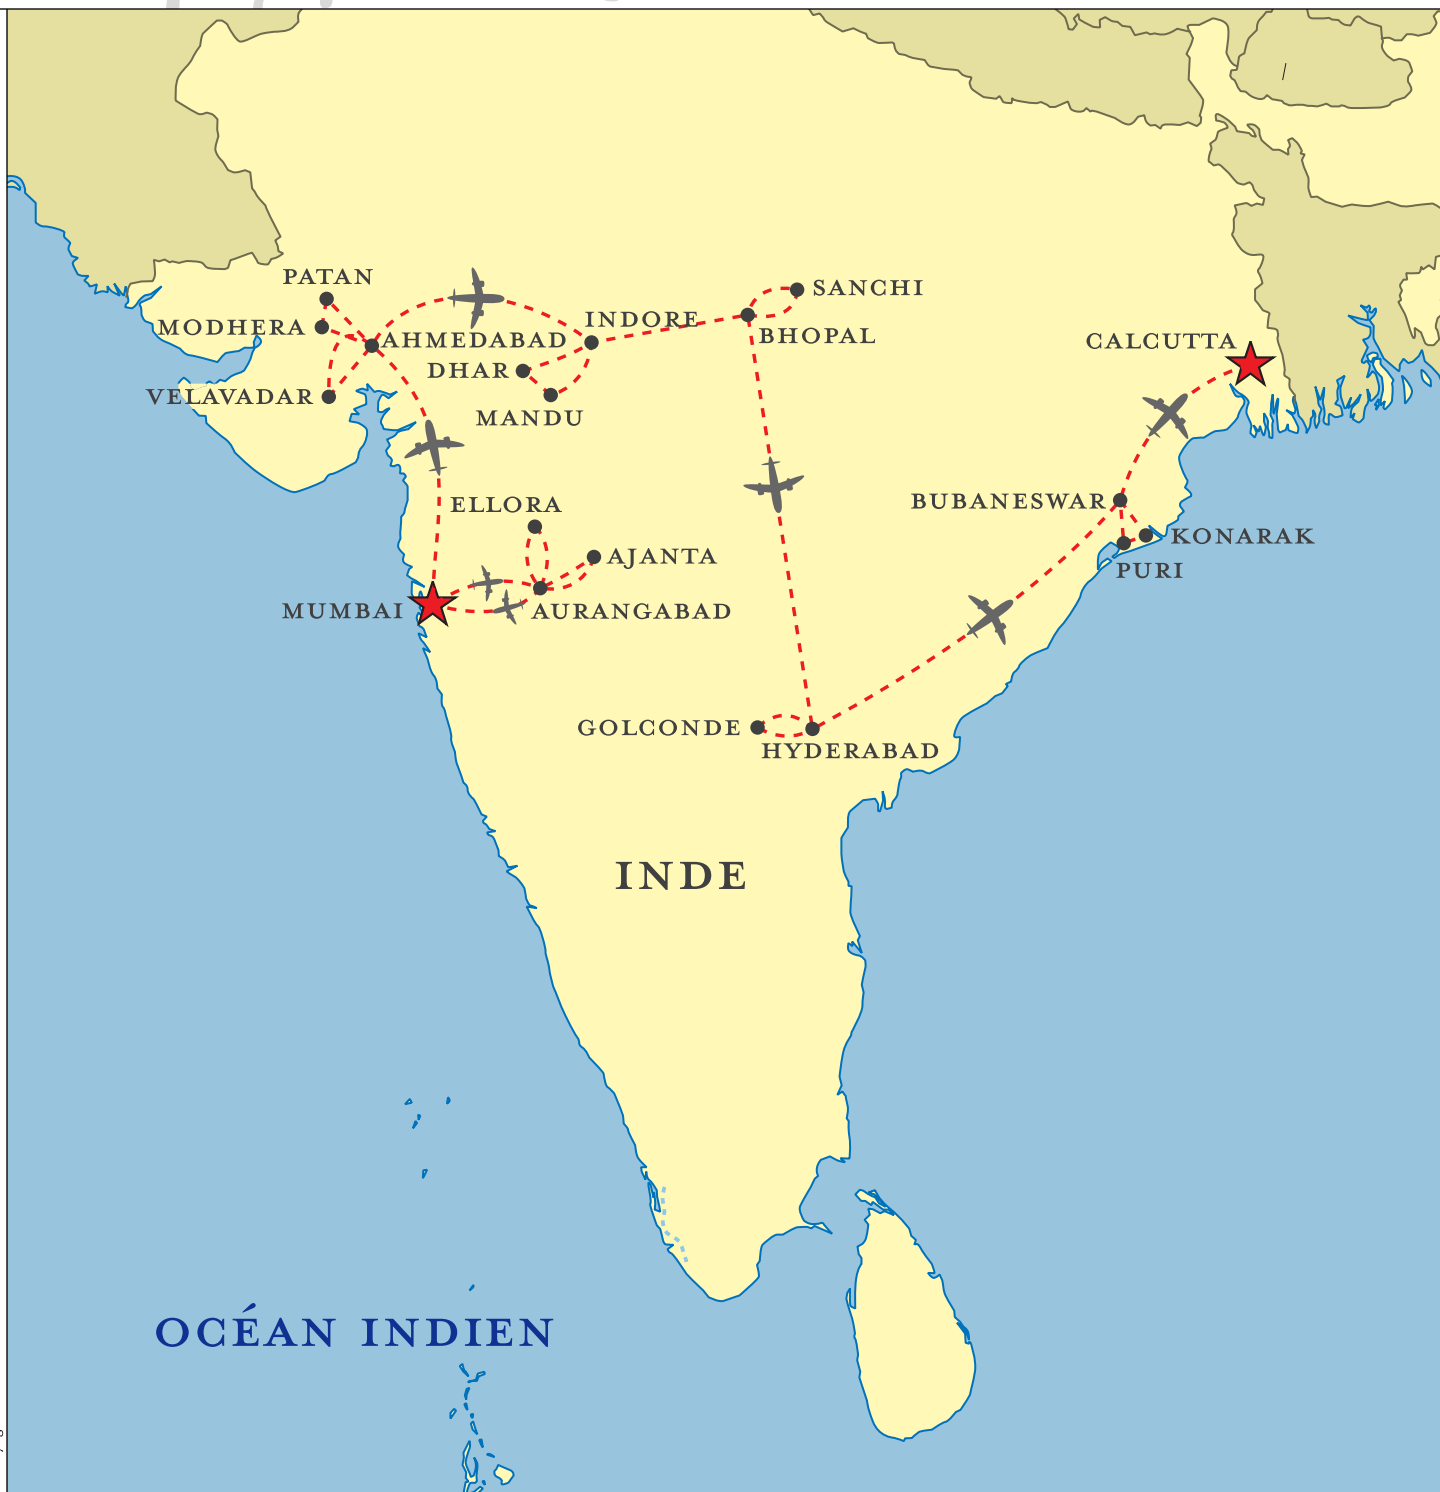 PATAN
SANCHI
MODHERA
INDORE
AHMEDABAD
BHOPAL
CALCUTTA
DHAR
VELAVADAR
MANDU
ELLORA
BUBANESWAR
KONARAK
AJANTA
PURI
MUMBAI
AURANGABAD
GOLCONDE
HYDERABAD
INDE
OCÉAN INDIEN